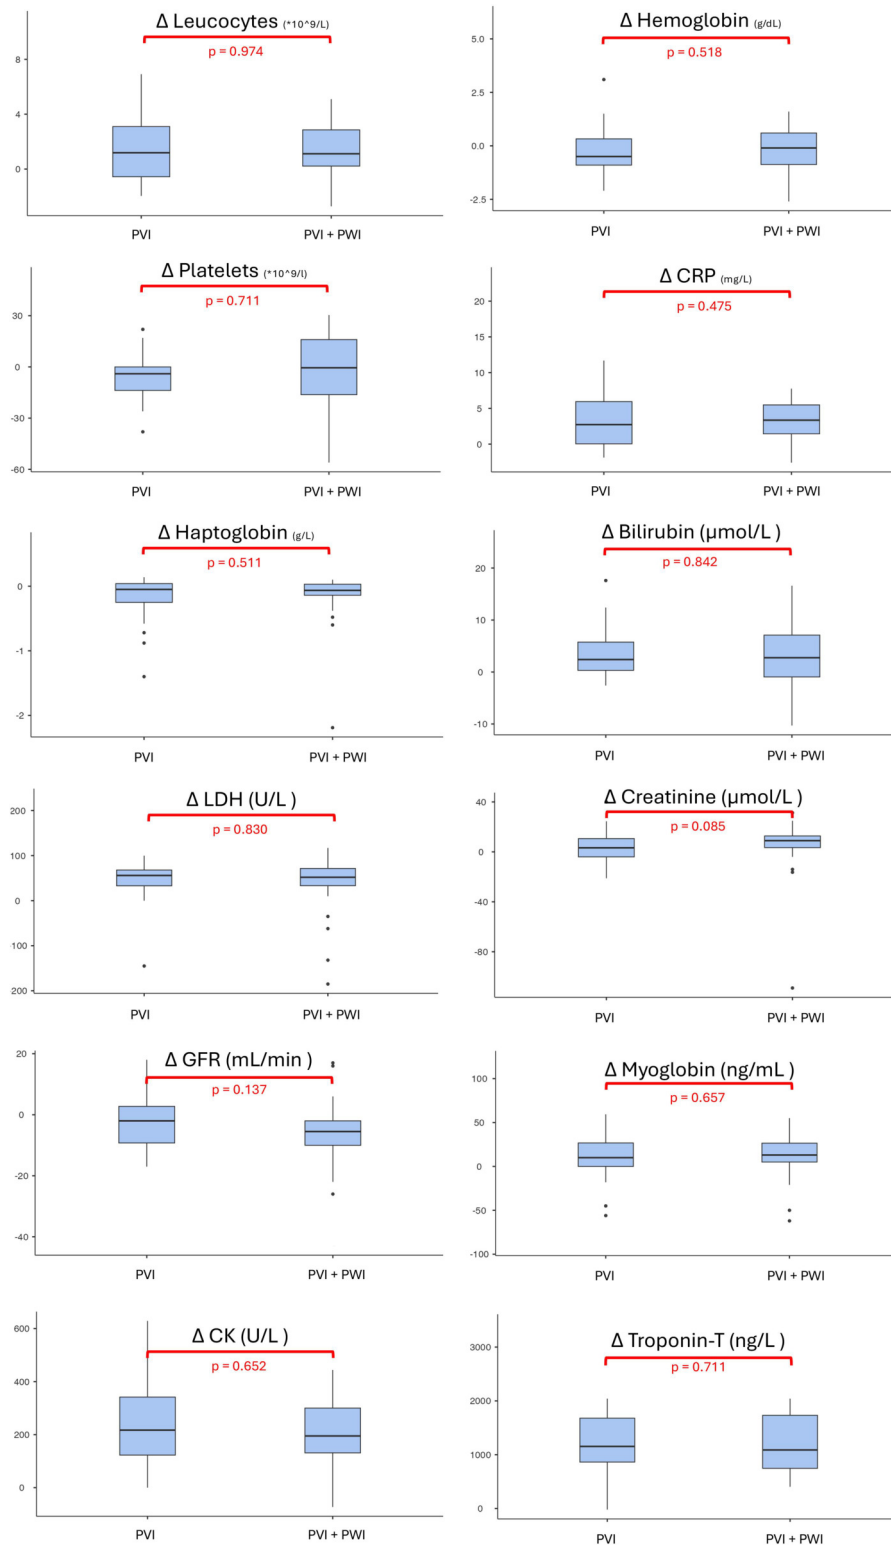 Δ Leucocytes (*10^9/L)
p = 0.974
8
4
0
PVI
PVI + PWI
Δ Hemoglobin (g/dL)
p = 0.518
5.0
2.5
0.0
-2.5
PVI
PVI + PWI
Δ Platelets (*10^9/l)
p = 0.711
30
0
-30
-60
PVI
PVI + PWI
Δ CRP (mg/L)
p = 0.475
20
15
10
5
0
PVI
PVI + PWI
Δ Haptoglobin (g/L)
p = 0.511
0
-1
-2
PVI
PVI + PWI
Δ Bilirubin (μmol/L )
p = 0.842
20
10
0
-10
PVI
PVI + PWI
Δ LDH (U/L )
p = 0.830
200
100
0
100
200
PVI
PVI + PWI
Δ Creatinine (μmol/L )
p = 0.085
40
0
-40
-80
PVI
PVI + PWI
Δ GFR (mL/min )
p = 0.137
20
0
-20
-40
PVI
PVI + PWI
Δ Myoglobin (ng/mL )
p = 0.657
100
50
0
-50
-100
PVI
PVI + PWI
Δ CK (U/L )
p = 0.652
600
400
200
0
PVI
PVI + PWI
Δ Troponin-T (ng/L )
p = 0.711
3000
2000
1000
0
PVI
PVI + PWI